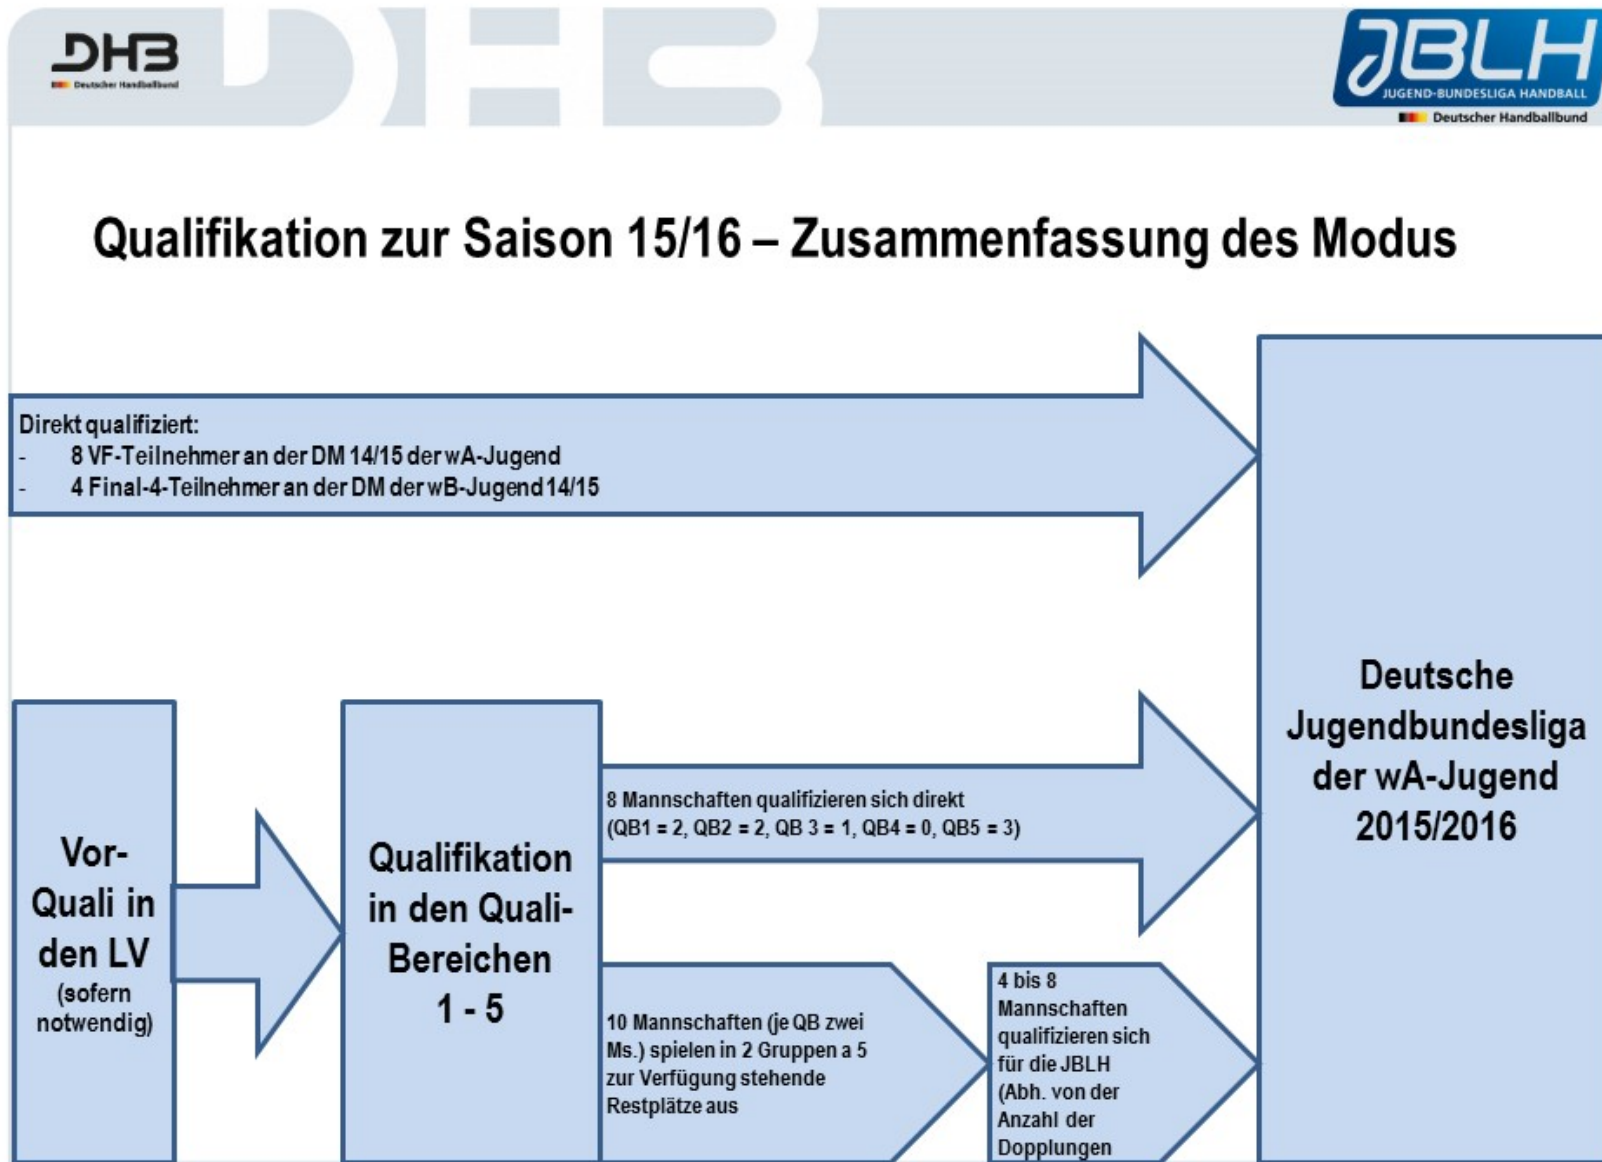 DHB
Deutscher Handballbund
DHB
JBLH
JUGEND-BUNDESLIGA HANDBALL
Deutscher Handballbund
Qualifikation zur Saison 15/16 – Zusammenfassung des Modus
Direkt qualifiziert:
- 8 VF-Teilnehmer an der DM 14/15 der wA-Jugend
- 4 Final-4-Teilnehmer an der DM der wB-Jugend 14/15
Vor-
Quali in
den LV
(sofern
notwendig)
Qualifikation
in den Quali-
Bereichen
1 - 5
8 Mannschaften qualifizieren sich direkt
(QB1 = 2, QB2 = 2, QB 3 = 1, QB4 = 0, QB5 = 3)
10 Mannschaften (je QB zwei
Ms.) spielen in 2 Gruppen a 5
zur Verfügung stehende
Restplätze aus
4 bis 8
Mannschaften
qualifizieren sich
für die JBLH
(Abh. von der
Anzahl der
Dopplungen
Deutsche
Jugendbundesliga
der wA-Jugend
2015/2016